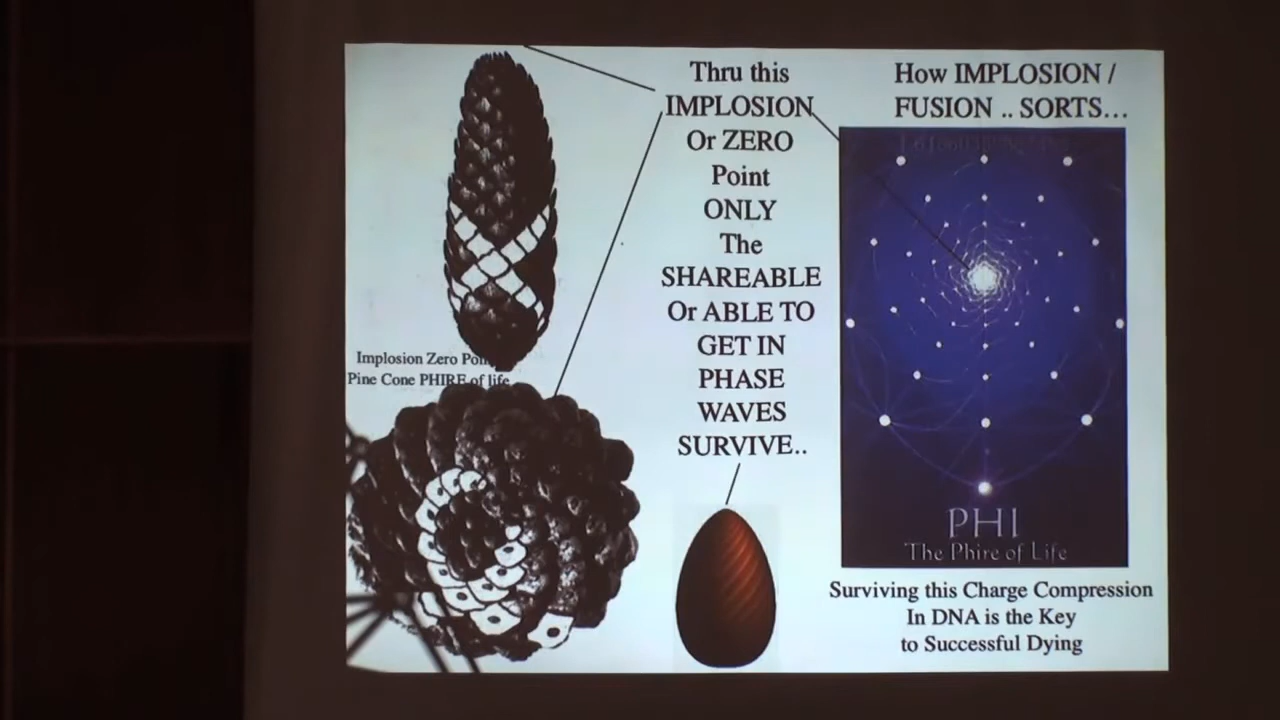 Thru this
IMPLOSION
Or ZERO
Point
ONLY
The
SHAREABLE
Or ABLE TO
GET IN
PHASE
WAVES
SURVIVE..
Implosion Zero
Pine Cone PHIRE of life
How IMPLOSION /
FUSION .. SORTS...
PHI
The Phire of Life
Surviving this Charge Compression
In DNA is the Key
to Successful Dying